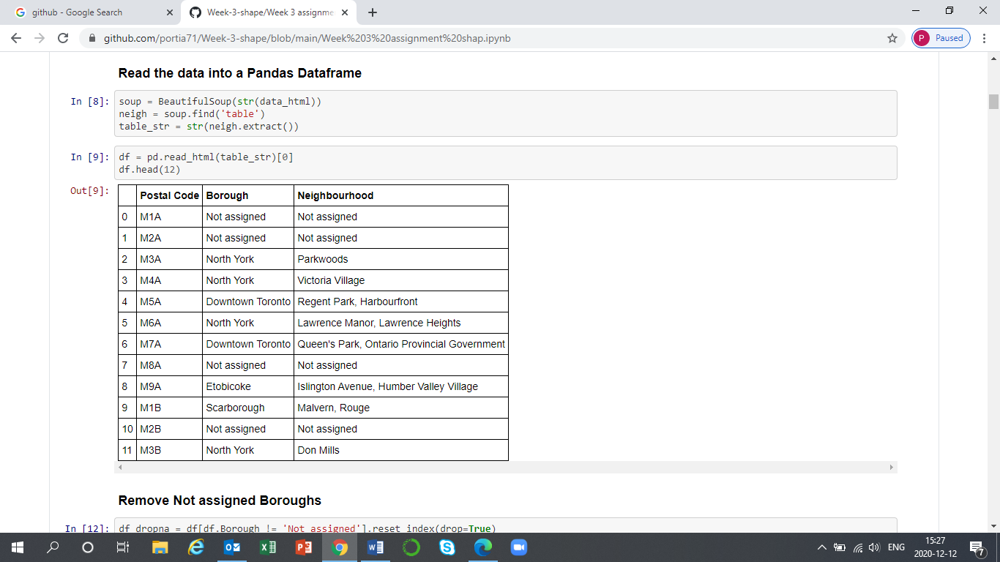 github - Google Search
Week-3-shape/Week 3 assignme
github.com/portia71/Week-3-shape/blob/main/Week%203%20assignment%20shap.ipynb
P Paused
Read the data into a Pandas Dataframe
In [8]: soup = BeautifulSoup(str(data_html))
neigh = soup.find('table')
table_str = str(neigh.extract())
In [9]: df = pd.read_html(table_str)[0]
df.head(12)
Out[9]:
Postal Code Borough Neighbourhood
0 M1A Not assigned Not assigned
1 M2A Not assigned Not assigned
2 M3A North York Parkwoods
3 M4A North York Victoria Village
4 M5A Downtown Toronto Regent Park, Harbourfront
5 M6A North York Lawrence Manor, Lawrence Heights
6 M7A Downtown Toronto Queen's Park, Ontario Provincial Government
7 M8A Not assigned Not assigned
8 M9A Etobicoke Islington Avenue, Humber Valley Village
9 M1B Scarborough Malvern, Rouge
10 M2B Not assigned Not assigned
11 M3B North York Don Mills
Remove Not assigned Boroughs
In [12]: df_dropna = df[df.Borough != 'Not assigned'].reset_index(drop=True)
ENG
15:27
2020-12-12
7